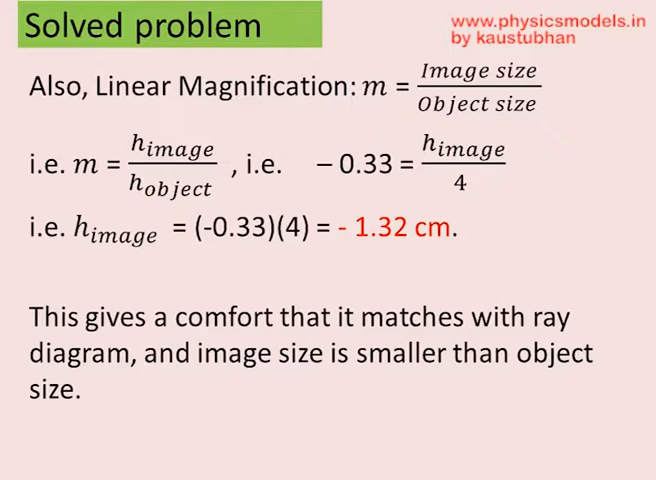 Solved problem
www.physicsmodels.in
by kaustubhan
Also, Linear Magnification: m = Image size / Object size
i.e. m = h_image / h_object , i.e. – 0.33 = h_image / 4
i.e. h_image = (-0.33)(4) = - 1.32 cm.
This gives a comfort that it matches with ray
diagram, and image size is smaller than object
size.